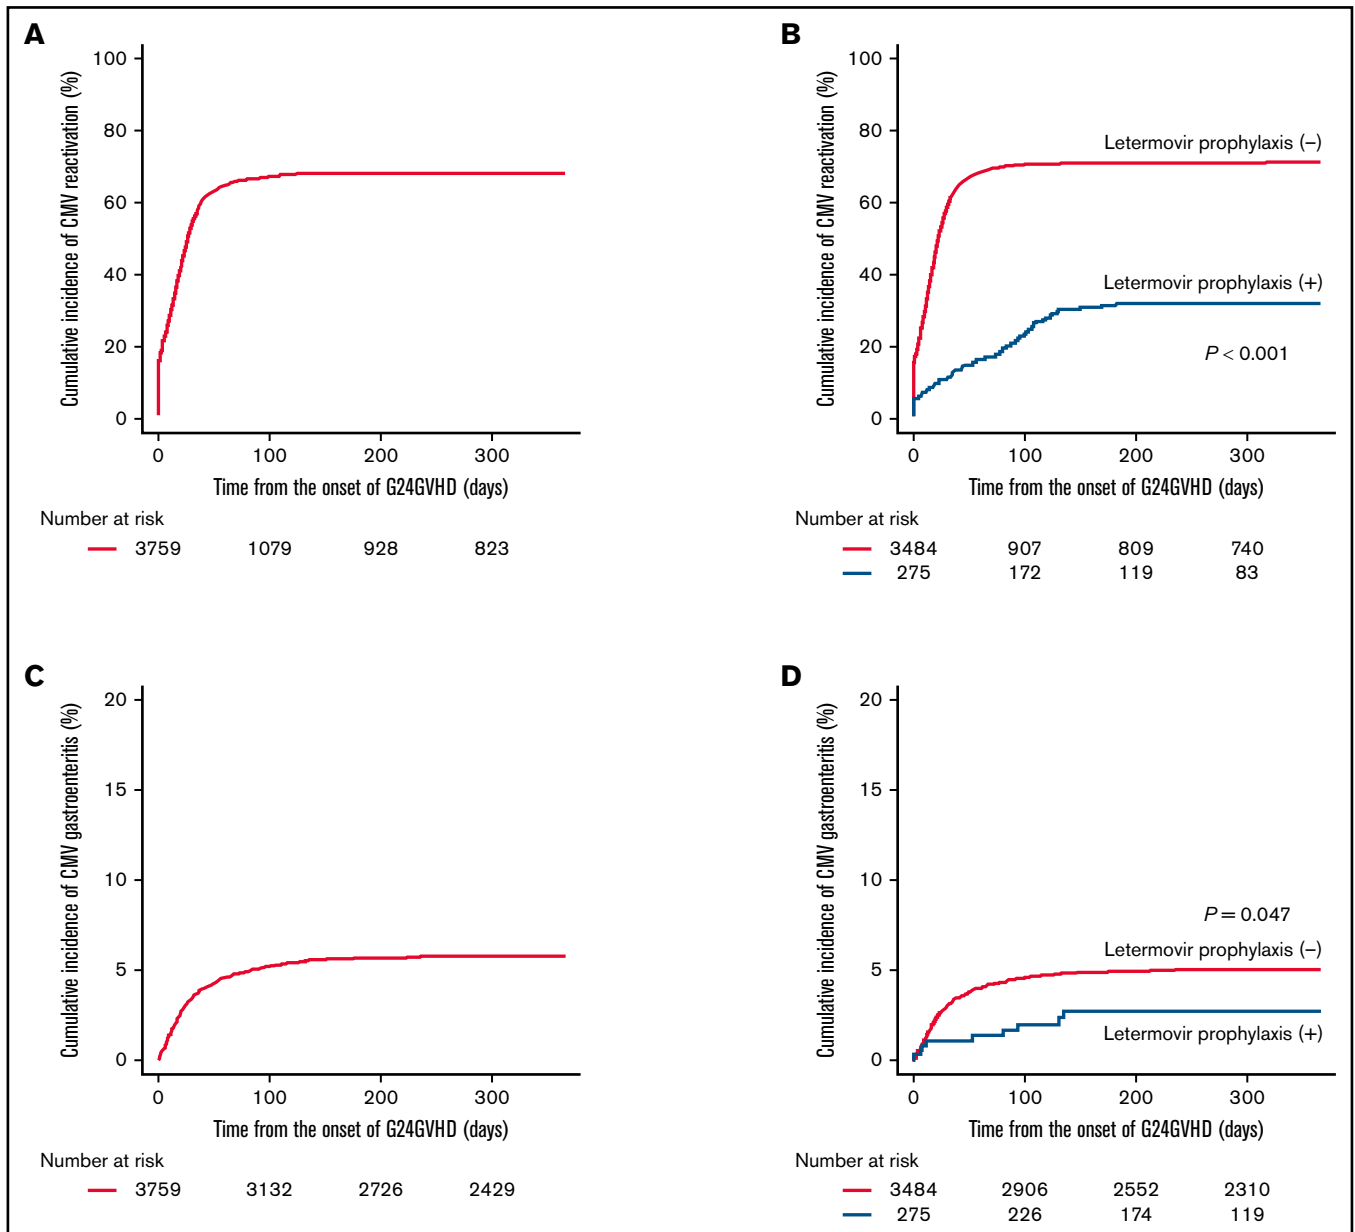 A
Cumulative incidence of CMV reactivation (%)
100
80
60
40
20
0
0 100 200 300
Time from the onset of G24GVHD (days)
Number at risk
3759 1079 928 823
B
Cumulative incidence of CMV reactivation (%)
100
80
60
40
20
0
Letermovir prophylaxis (–)
Letermovir prophylaxis (+)
P < 0.001
0 100 200 300
Time from the onset of G24GVHD (days)
Number at risk
3484 907 809 740
275 172 119 83
C
Cumulative incidence of CMV gastroenteritis (%)
20
15
10
5
0
0 100 200 300
Time from the onset of G24GVHD (days)
Number at risk
3759 3132 2726 2429
D
Cumulative incidence of CMV gastroenteritis (%)
20
15
10
5
0
P = 0.047
Letermovir prophylaxis (–)
Letermovir prophylaxis (+)
0 100 200 300
Time from the onset of G24GVHD (days)
Number at risk
3484 2906 2552 2310
275 226 174 119